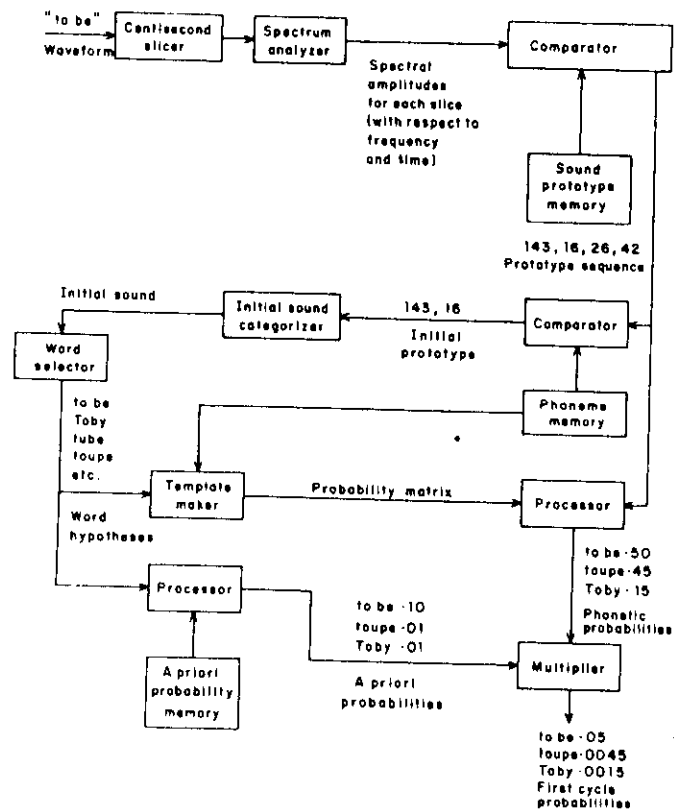 "to be"
Waveform
Centisecond
slicer
Spectrum
analyzer
Spectral
amplitudes
for each slice
(with respect to
frequency
and time)
Comparator
Sound
prototype
memory
143, 16, 26, 42
Prototype sequence
Initial sound
Initial sound
categorizer
143, 16
Initial
prototype
Comparator
Word
selector
Phoneme
memory
to be
Toby
tube
toupe
etc.
Template
maker
Probability matrix
Processor
Word
hypotheses
to be .50
toupe .45
Toby .15
Phonetic
probabilities
Processor
to be .10
toupe .01
Toby .01
A priori
probabilities
Multiplier
A priori
probability
memory
to be .05
toupe .0045
Toby .0015
First cycle
probabilities